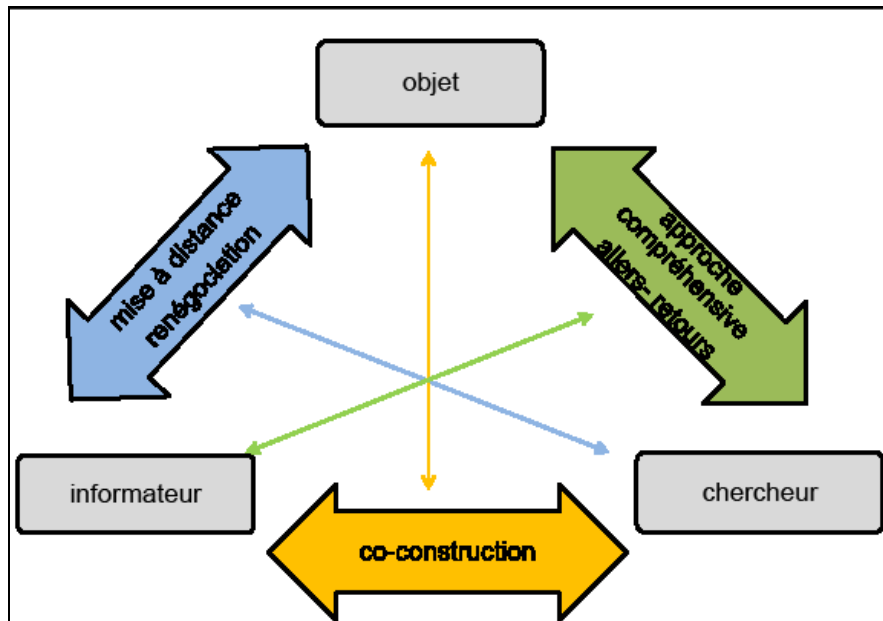 objet
mise à distance
renégociation
approche
compréhensive
allers- retours
informateur
chercheur
co-construction